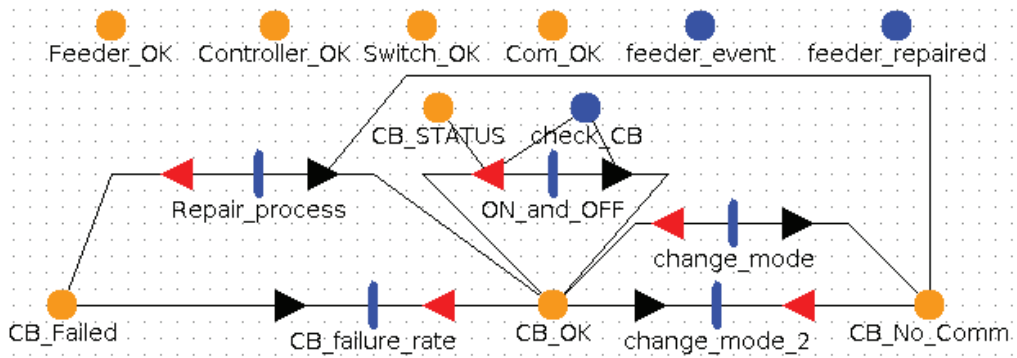 Feeder_OK Controller_OK Switch_OK Com_OK feeder_event feeder_repaired
CB_STATUS check_CB
Repair_process ON_and_OFF
change_mode
CB_Failed CB_failure_rate CB_OK change_mode_2 CB_No_Comm